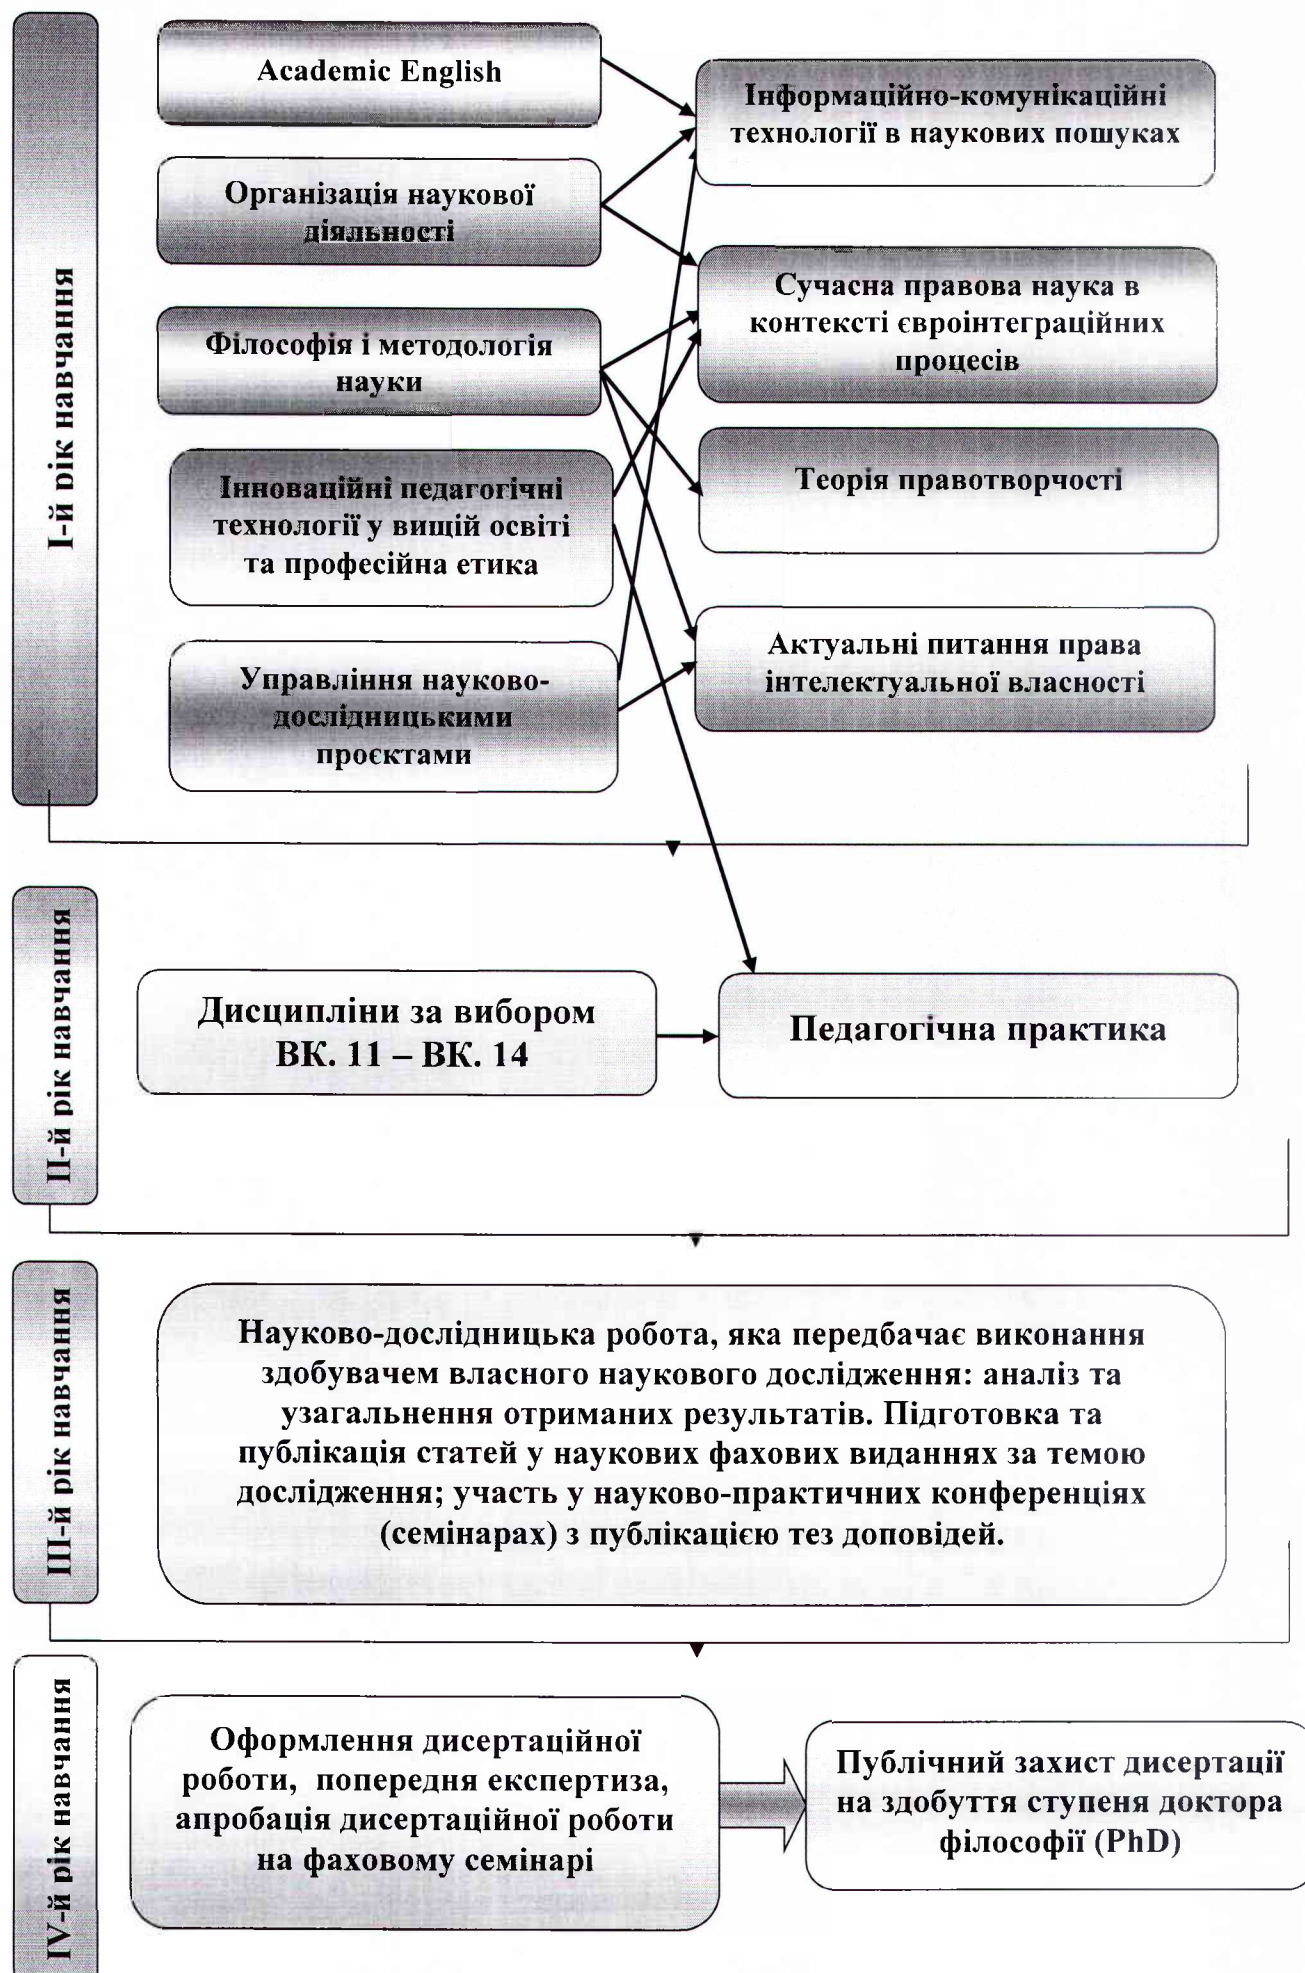 I-й рік навчання
Academic English
Організація наукової
діяльності
Філософія і методологія
науки
Інноваційні педагогічні
технології у вищій освіті
та професійна етика
Управління науково-
дослідницькими
проєктами
Інформаційно-комунікаційні
технології в наукових пошуках
Сучасна правова наука в
контексті євроінтеграційних
процесів
Теорія правотворчості
Актуальні питання права
інтелектуальної власності
II-й рік навчання
Дисципліни за вибором
ВК. 11 – ВК. 14
Педагогічна практика
III-й рік навчання
Науково-дослідницька робота, яка передбачає виконання
здобувачем власного наукового дослідження: аналіз та
узагальнення отриманих результатів. Підготовка та
публікація статей у наукових фахових виданнях за темою
дослідження; участь у науково-практичних конференціях
(семінарах) з публікацією тез доповідей.
IV-й рік навчання
Оформлення дисертаційної
роботи, попередня експертиза,
апробація дисертаційної роботи
на фаховому семінарі
Публічний захист дисертації
на здобуття ступеня доктора
філософії (PhD)